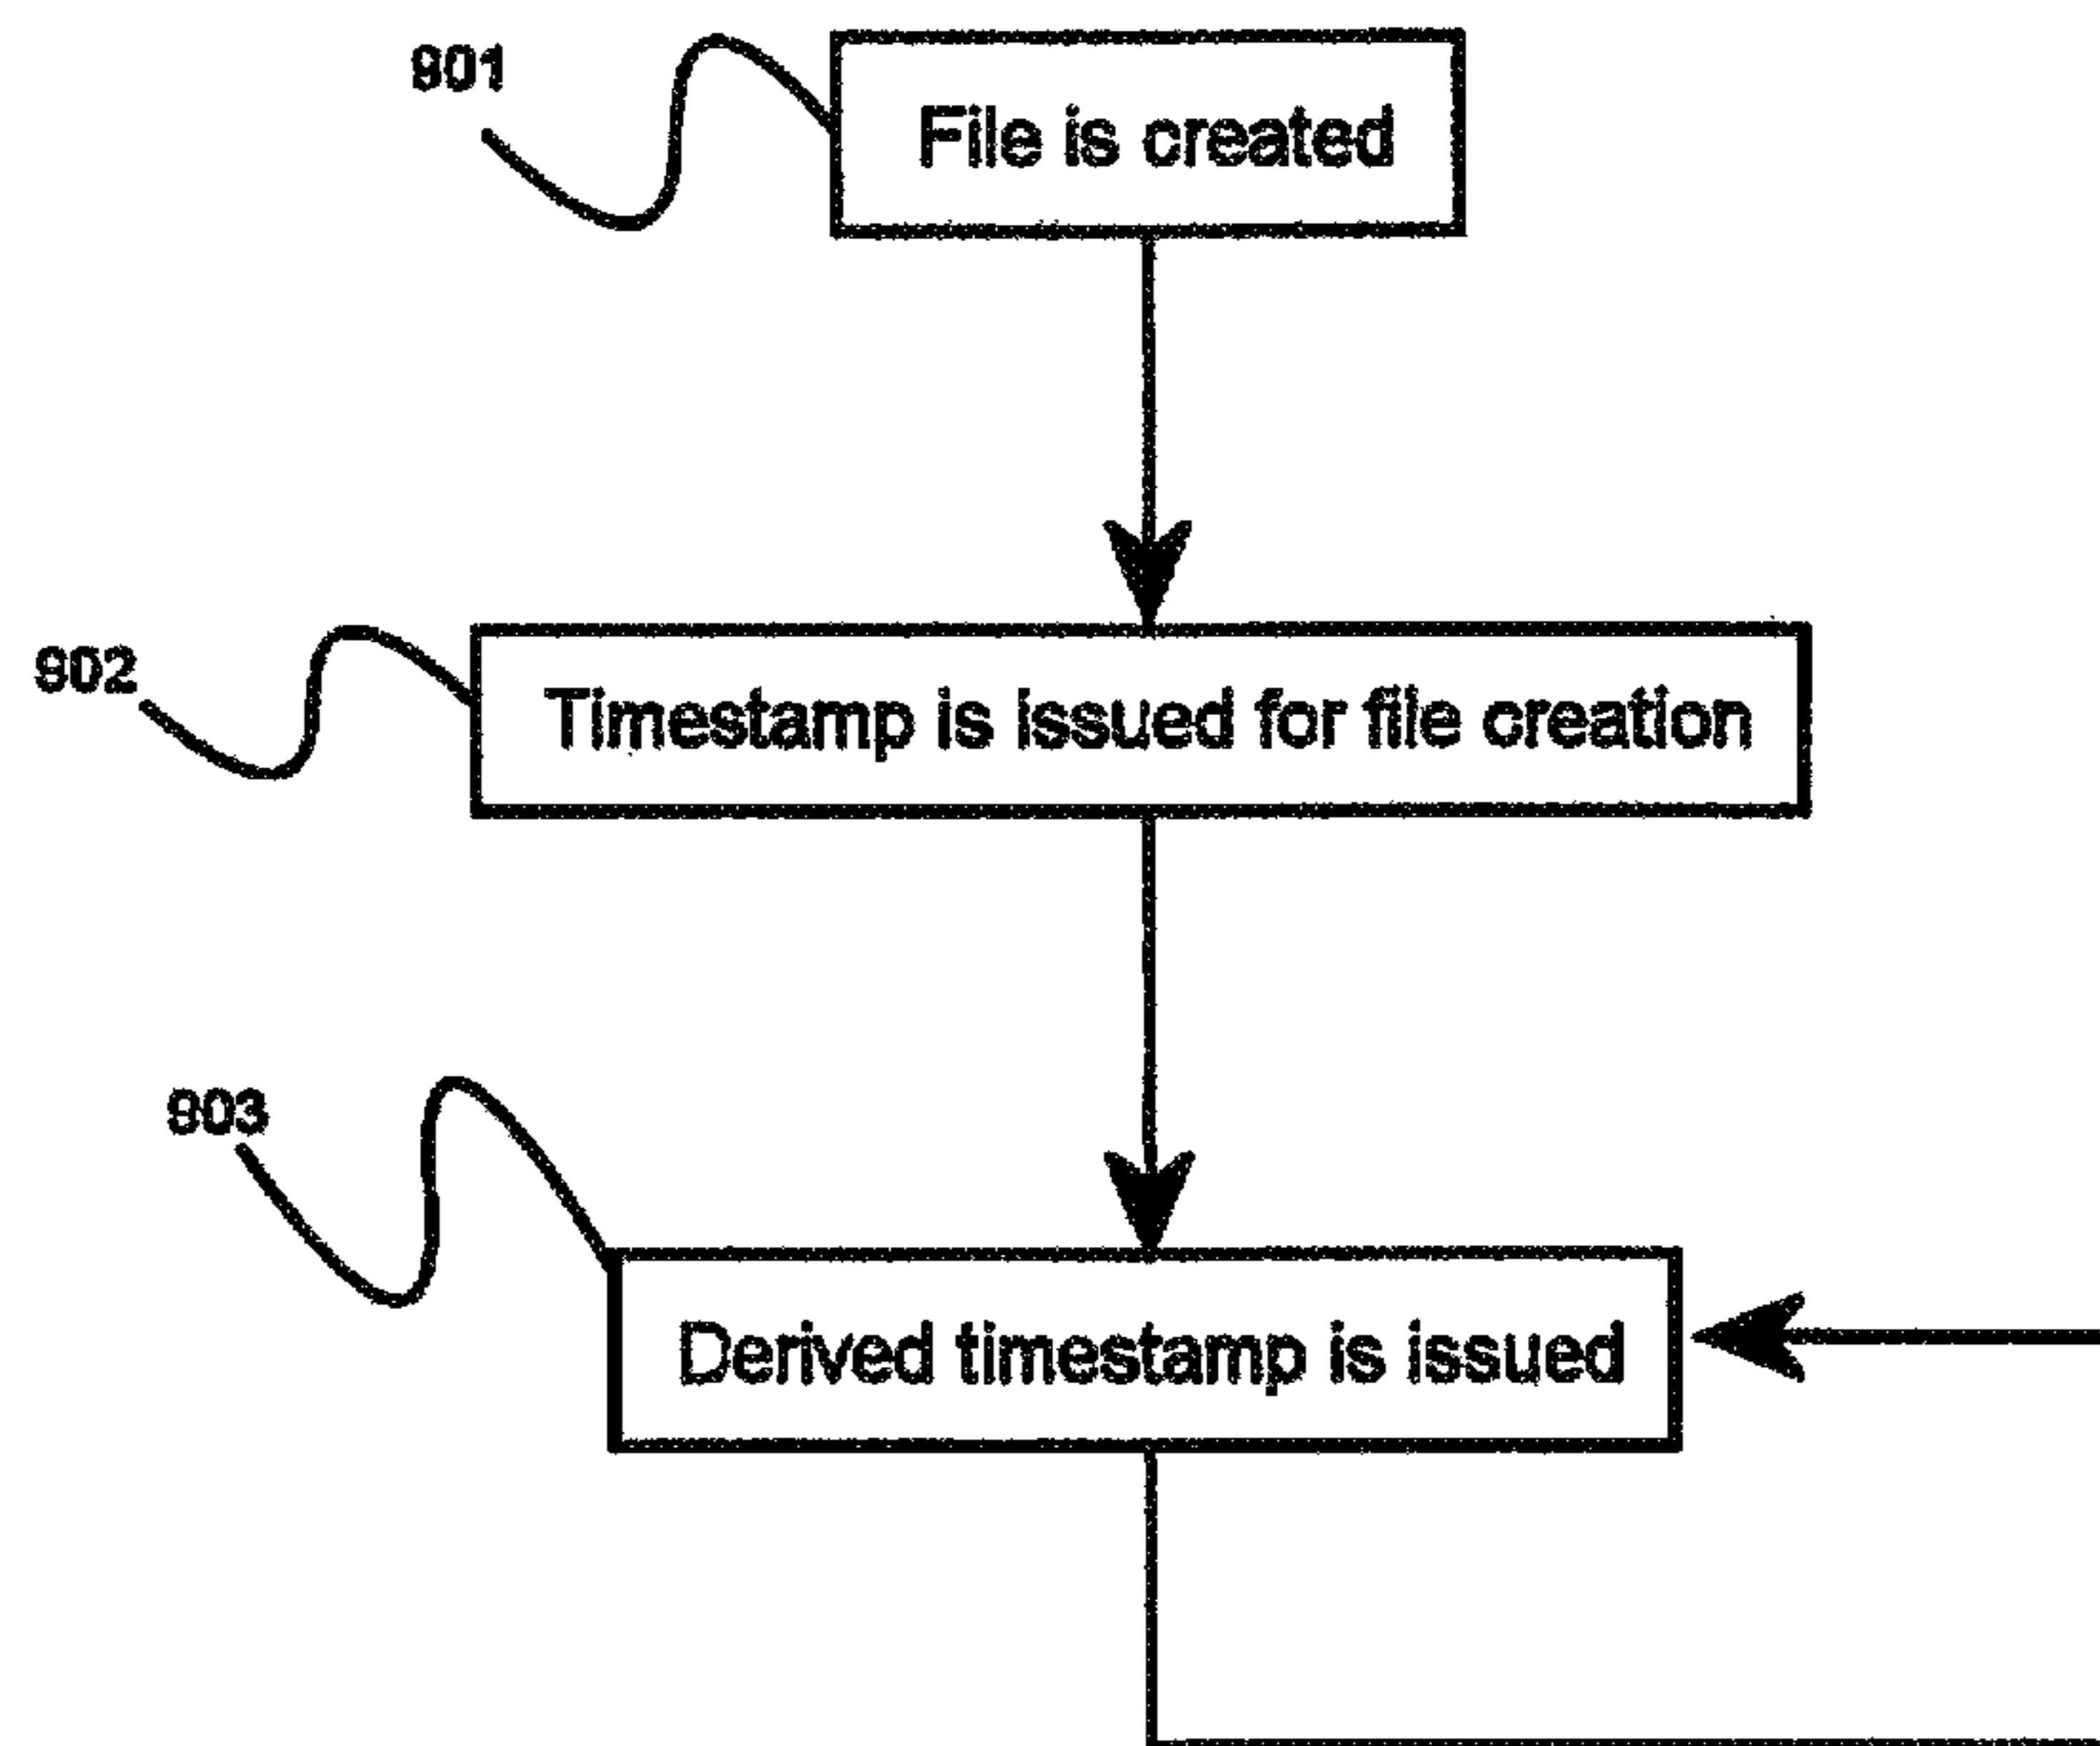 901
File is created
902
Timestamp is issued for file creation
903
Derived timestamp is issued